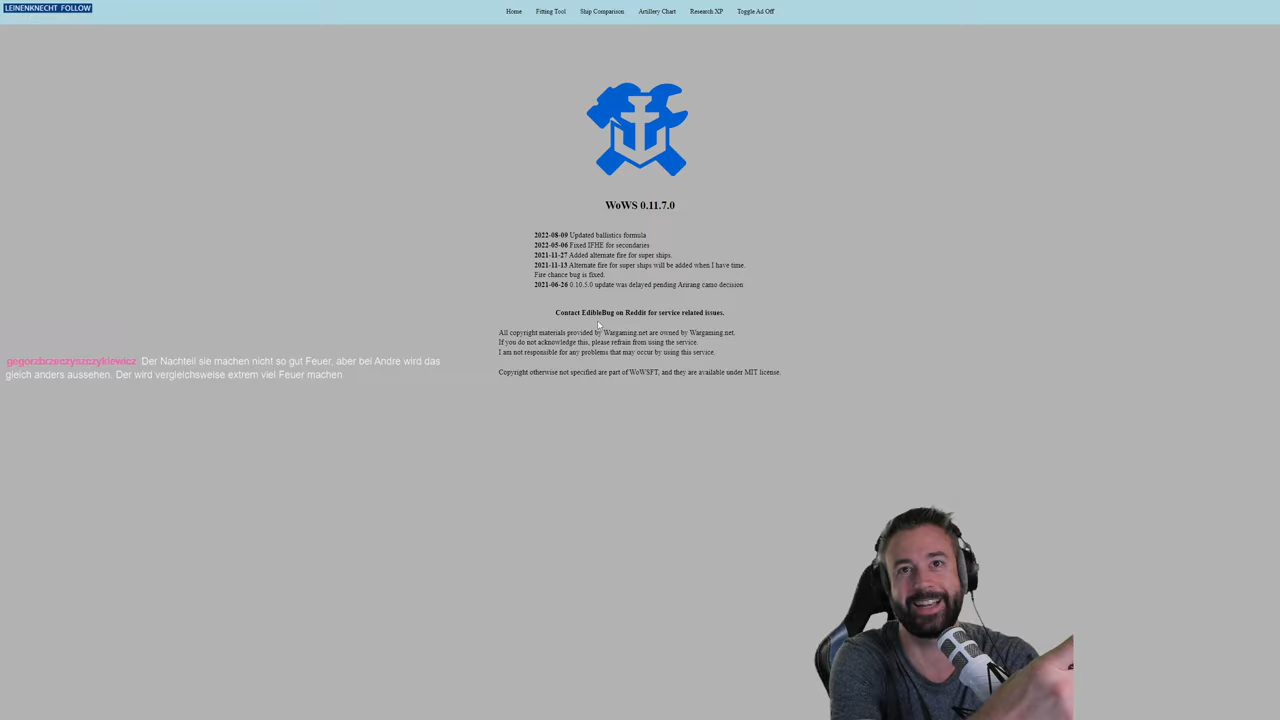 LEINENKNECHT FOLLOW
Home Fitting Tool Ship Comparison Artillery Chart Research XP Toggle Ad Off
WoWS 0.11.7.0
2022-08-09 Updated ballistics formula
2022-05-06 Fixed IFHE for secondaries
2021-11-27 Added alternate fire for super ships.
2021-11-13 Alternate fire for super ships will be added when I have time.
Fire chance bug is fixed.
2021-06-26 0.10.5.0 update was delayed pending Arirang camo decision
Contact EdibleBug on Reddit for service related issues.
All copyright materials provided by Wargaming.net are owned by Wargaming.net.
If you do not acknowledge this, please refrain from using the service.
I am not responsible for any problems that may occur by using this service.
Copyright otherwise not specified are part of WoWSFT, and they are available under MIT license.
gegorzbrzeczyszczykiewicz: Der Nachteil sie machen nicht so gut Feuer, aber bei Andre wird das
gleich anders aussehen. Der wird vergleichsweise extrem viel Feuer machen